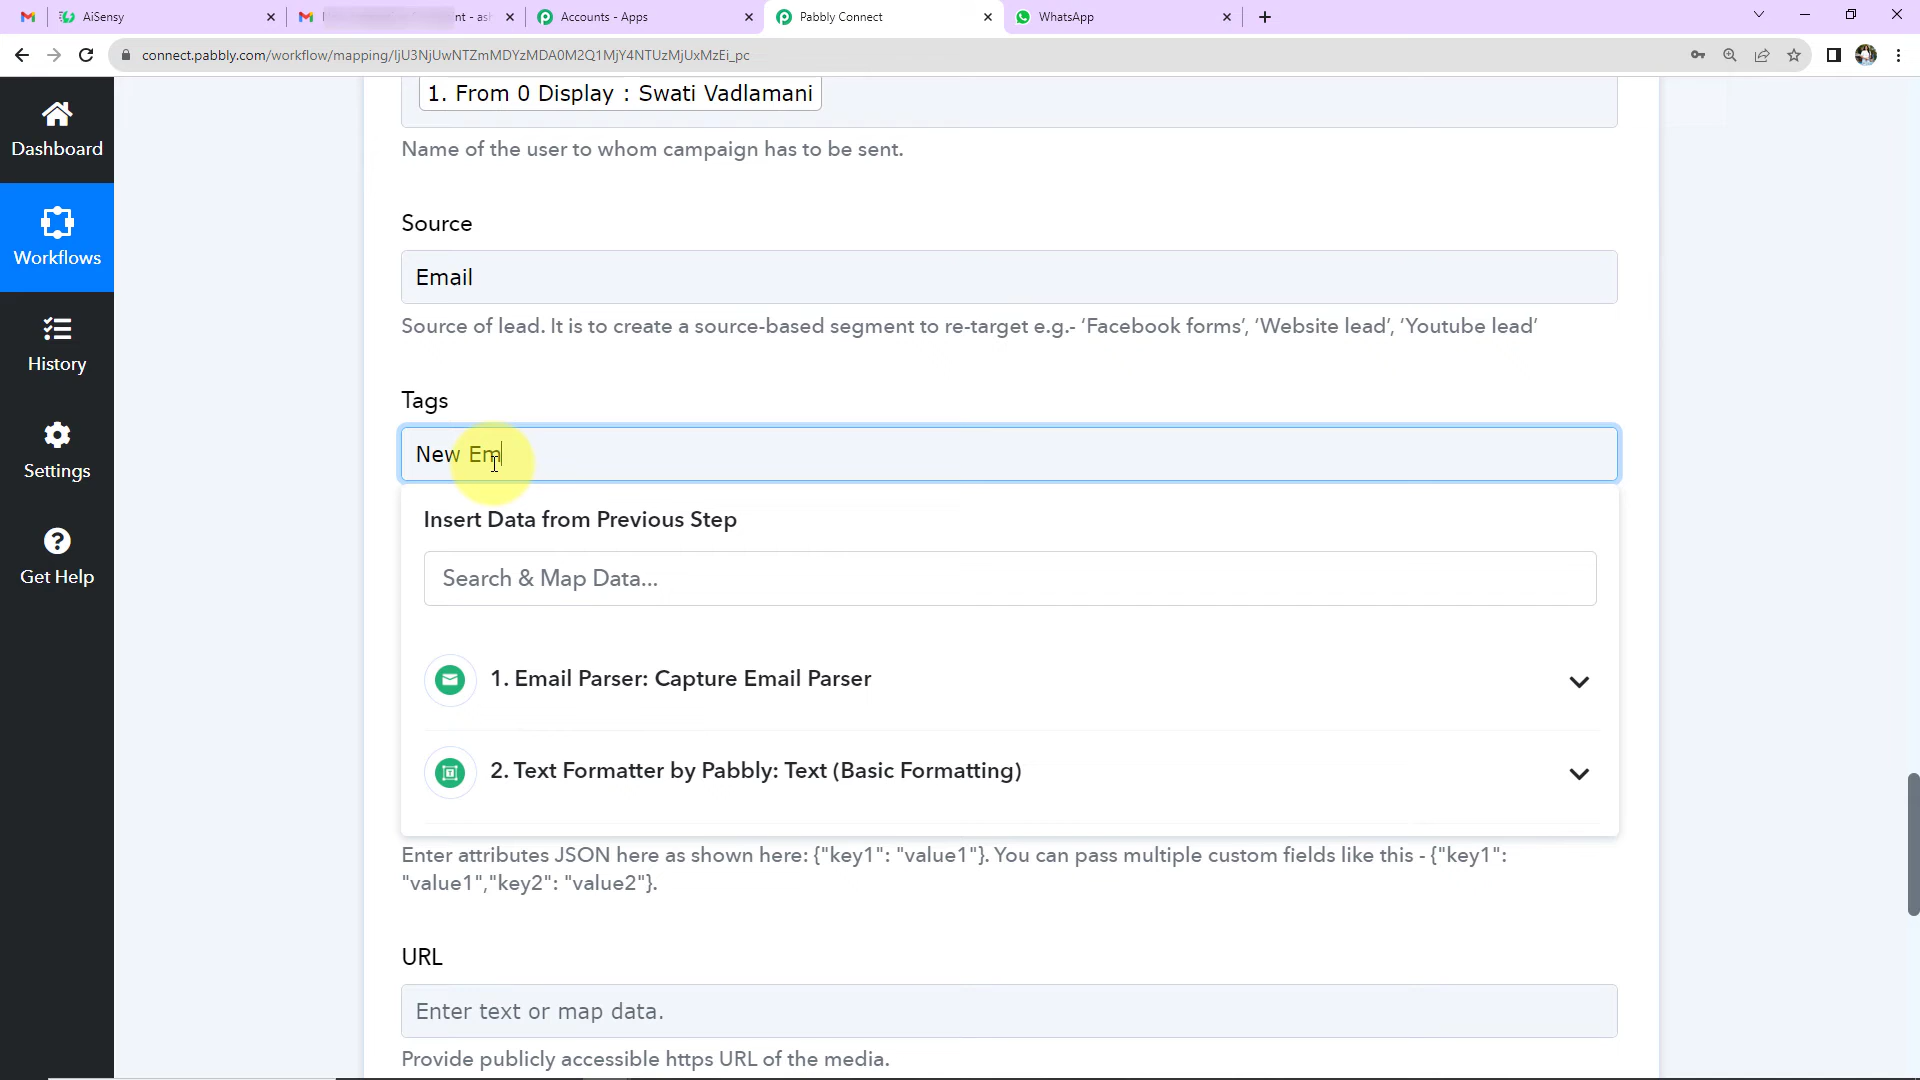 AiSensy
nt - ash
Accounts - Apps
Pabbly Connect
WhatsApp
connect.pabbly.com/workflow/mapping/IjU3NjUwNTZmMDYzMDA0M2Q1MjY4NTUzMjUxMzEi_pc
1. From 0 Display : Swati Vadlamani
Dashboard
Name of the user to whom campaign has to be sent.
Source
Workflows
Email
Source of lead. It is to create a source-based segment to re-target e.g.- ‘Facebook forms’, ‘Website lead’, ‘Youtube lead’
History
Tags
New Em
Settings
Insert Data from Previous Step
Get Help
Search & Map Data...
1. Email Parser: Capture Email Parser
2. Text Formatter by Pabbly: Text (Basic Formatting)
Enter attributes JSON here as shown here: {"key1": "value1"}. You can pass multiple custom fields like this - {"key1":
"value1","key2": "value2"}.
URL
Enter text or map data.
Provide publicly accessible https URL of the media.